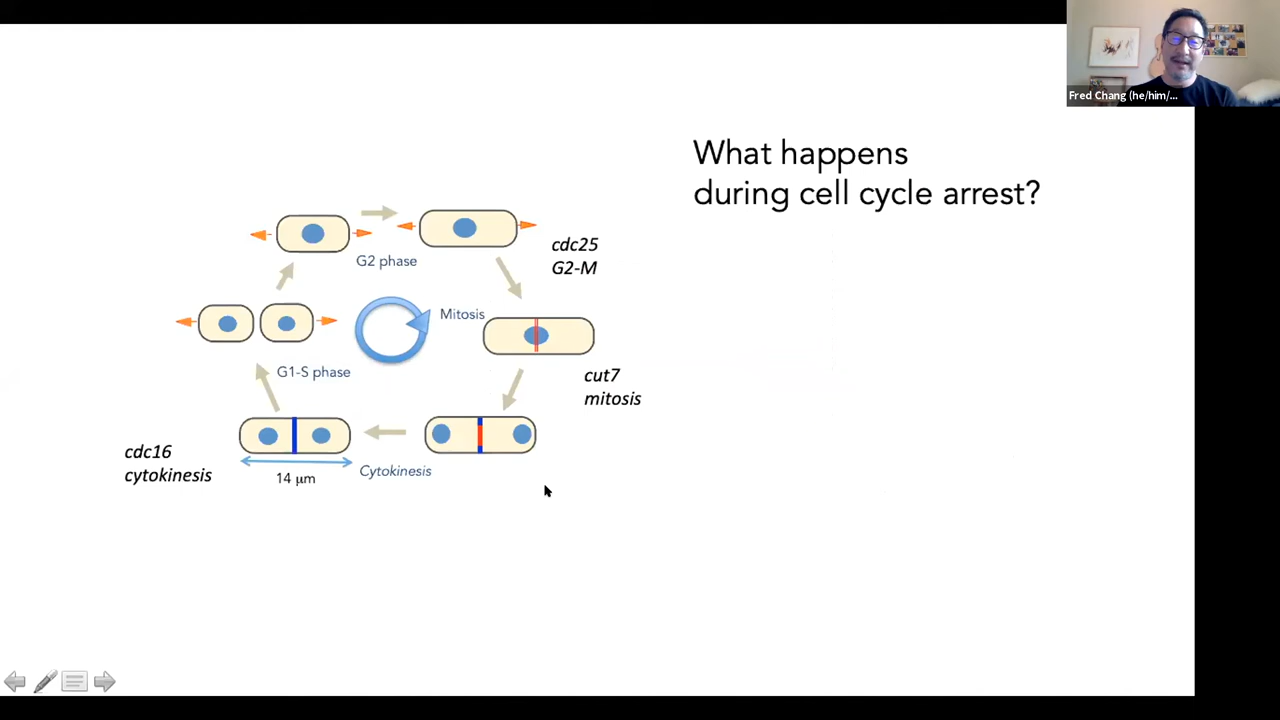 Fred Chang (he/him/...
What happens
during cell cycle arrest?
cdc25
G2-M
G2 phase
Mitosis
G1-S phase
cut7
mitosis
cdc16
cytokinesis
Cytokinesis
14 μm